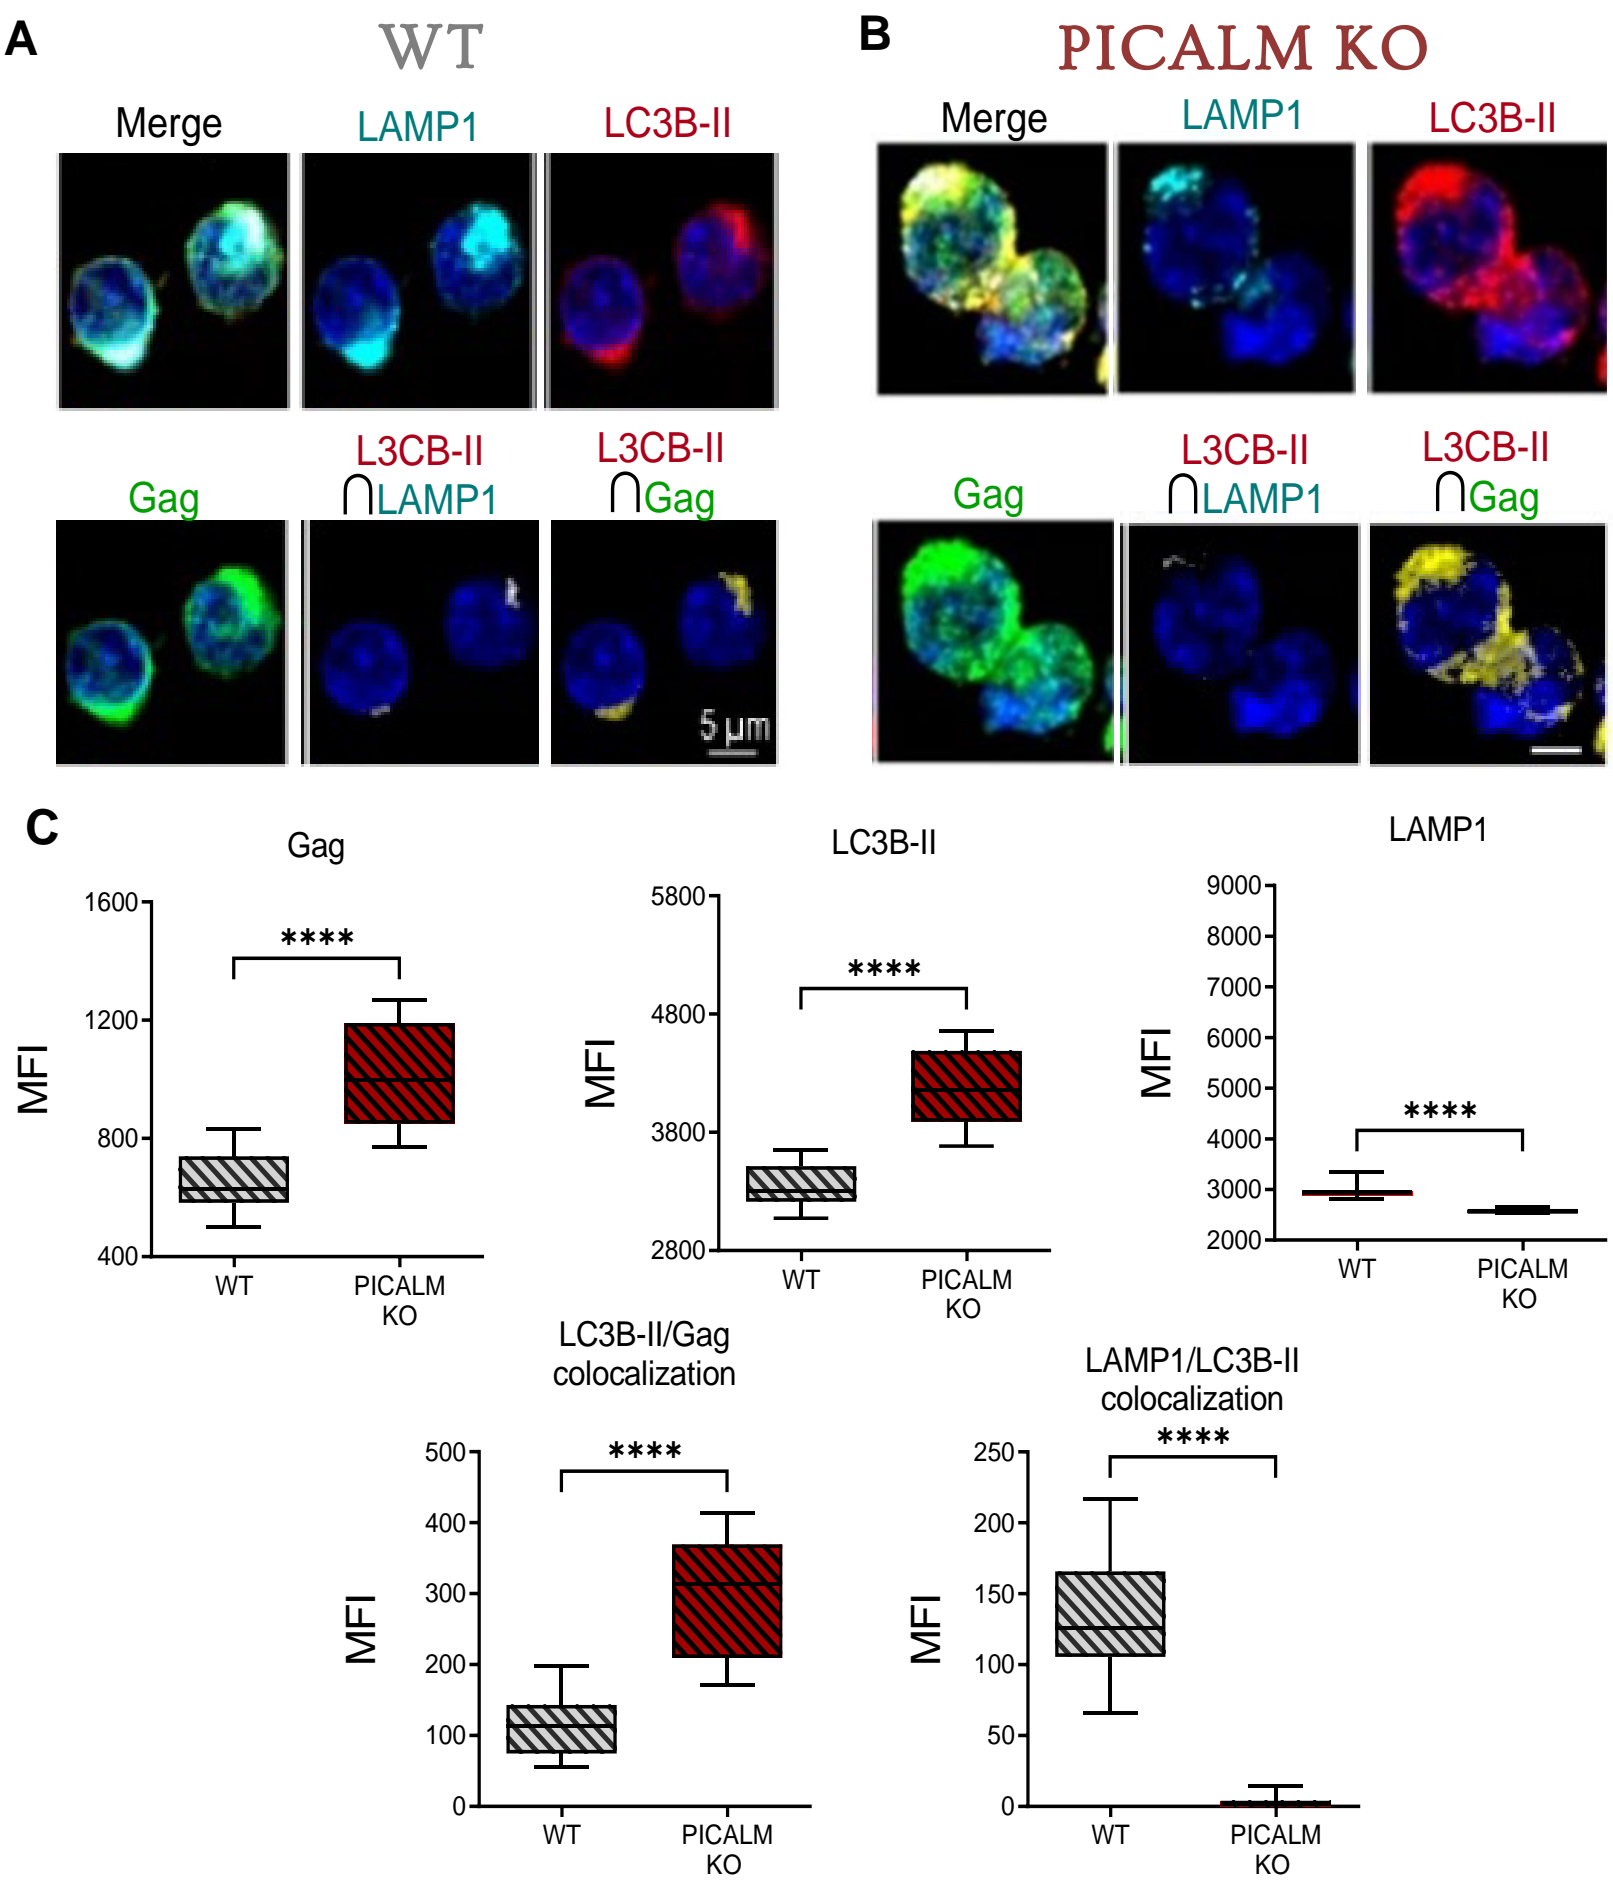 A
WT
B
PICALM KO
Merge
LAMP1
LC3B-II
Merge
LAMP1
LC3B-II
Gag
L3CB-II
∩LAMP1
L3CB-II
∩Gag
Gag
L3CB-II
∩LAMP1
L3CB-II
∩Gag
5 µm
C
Gag
MFI
1600
1200
800
400
****
WT
PICALM
KO
LC3B-II
MFI
5800
4800
3800
2800
****
WT
PICALM
KO
LAMP1
MFI
9000
8000
7000
6000
5000
4000
3000
2000
****
WT
PICALM
KO
LC3B-II/Gag
colocalization
MFI
500
400
300
200
100
0
****
WT
PICALM
KO
LAMP1/LC3B-II
colocalization
MFI
250
200
150
100
50
0
****
WT
PICALM
KO